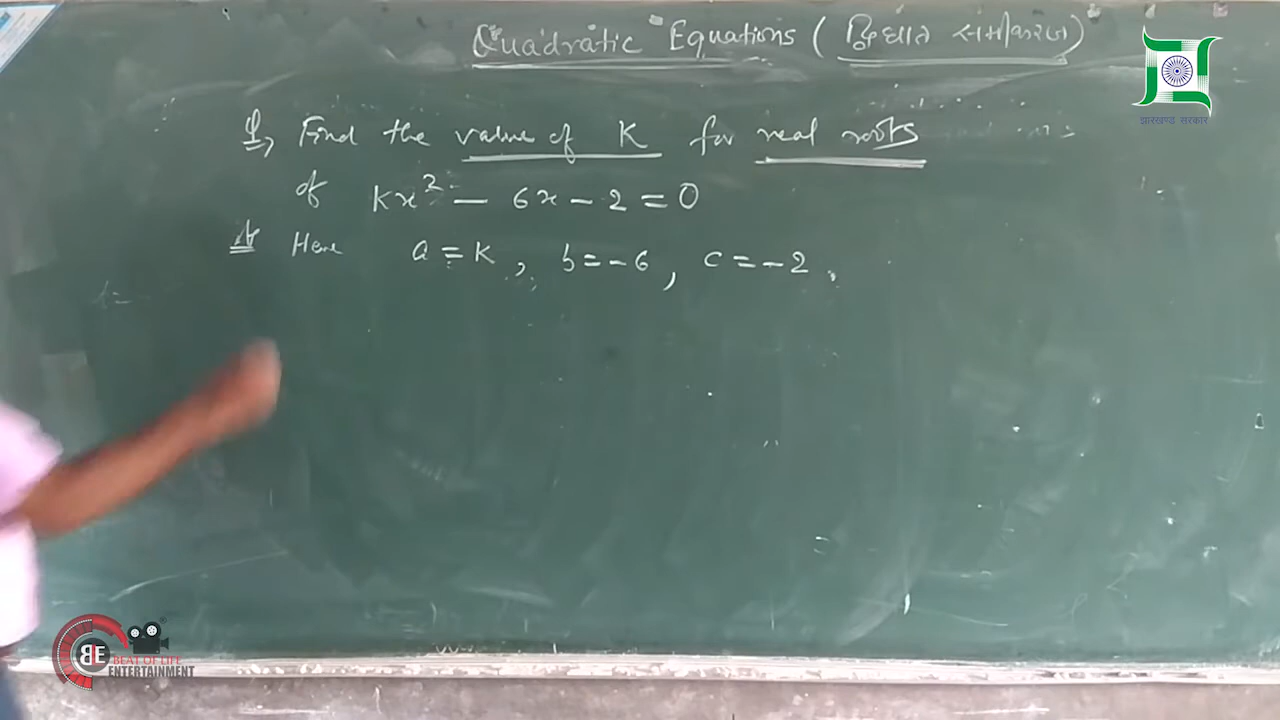 Quadratic Equations (द्विघात समीकरण)
Q, Find the value of K for real roots
of Kx² — 6x – 2 = 0
Here a = K, b = –6, c = –2.
झारखण्ड सरकार
BLE
BEAT OF LIFE
ENTERTAINMENT